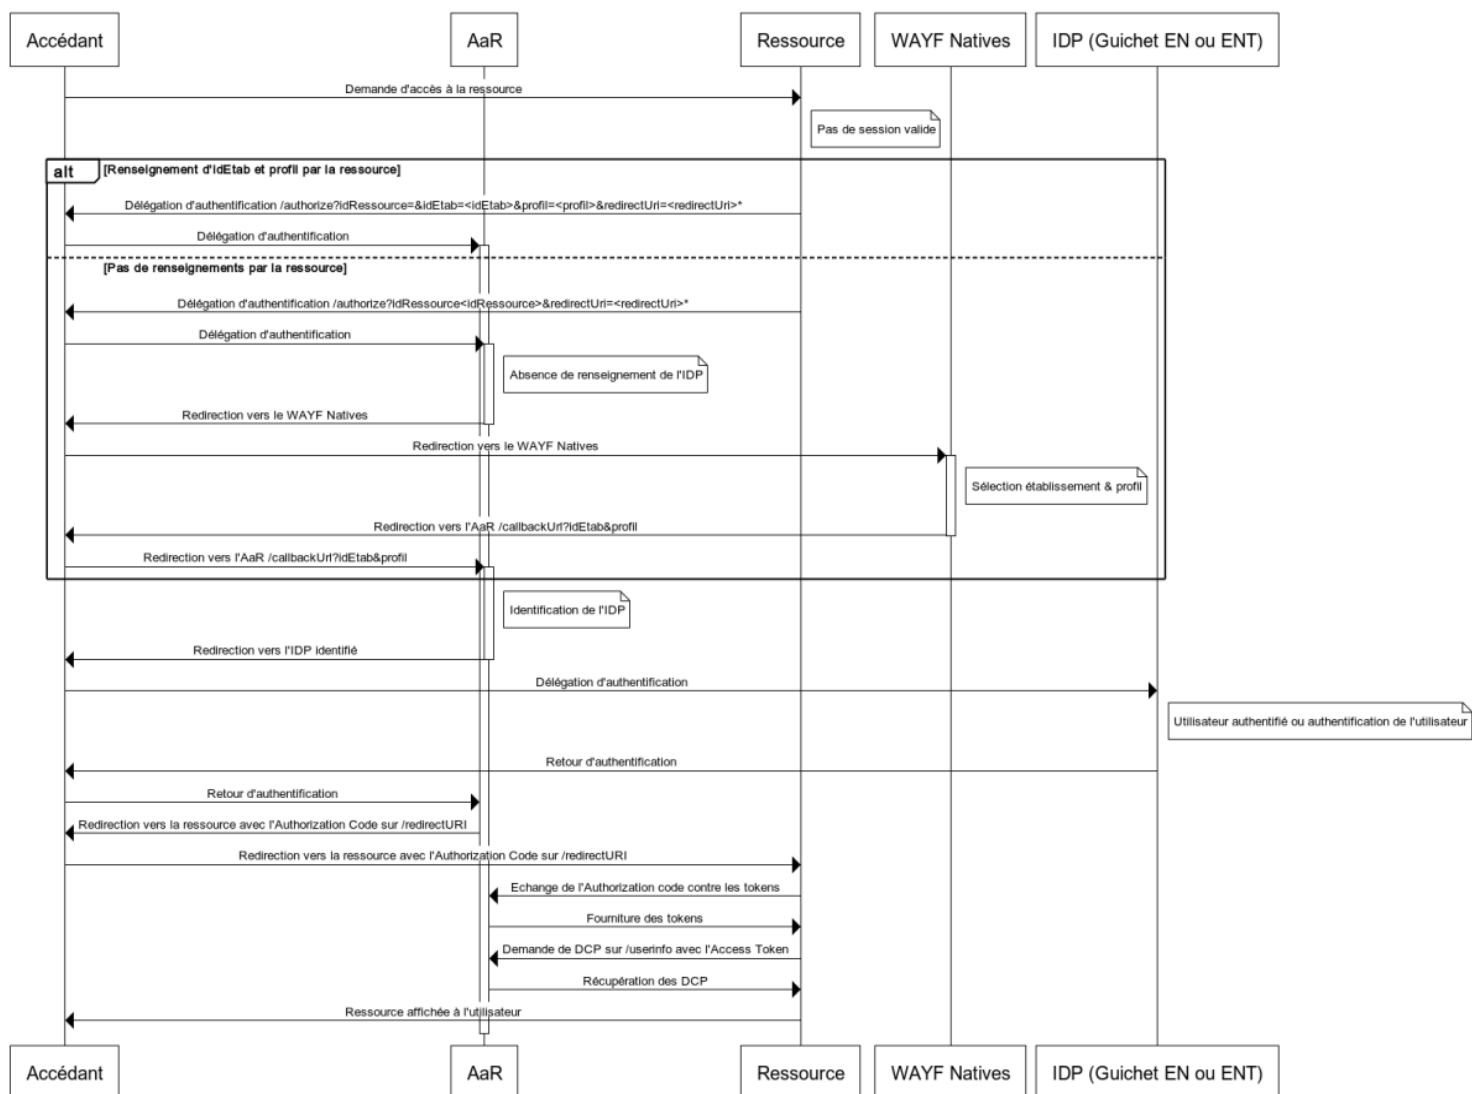 Accédant
AaR
Ressource
WAYF Natives
IDP (Guichet EN ou ENT)
Demande d'accès à la ressource
Pas de session valide
alt
[Renseignement d'idEtab et profil par la ressource]
Délégation d'authentification /authorize?idRessource=&idEtab=<idEtab>&profil=<profil>&redirectUri=<redirectUri>*
Délégation d'authentification
[Pas de renseignements par la ressource]
Délégation d'authentification /authorize?idRessource<idRessource>&redirectUri=<redirectUri>*
Délégation d'authentification
Absence de renseignement de l'IDP
Redirection vers le WAYF Natives
Redirection vers le WAYF Natives
Sélection établissement & profil
Redirection vers l'AaR /callbackUrl?idEtab&profil
Redirection vers l'AaR /callbackUrl?idEtab&profil
Identification de l'IDP
Redirection vers l'IDP identifié
Délégation d'authentification
Utilisateur authentifié ou authentification de l'utilisateur
Retour d'authentification
Retour d'authentification
Redirection vers la ressource avec l'Authorization Code sur /redirectURI
Redirection vers la ressource avec l'Authorization Code sur /redirectURI
Echange de l'Authorization code contre les tokens
Fourniture des tokens
Demande de DCP sur /userinfo avec l'Access Token
Récupération des DCP
Ressource affichée à l'utilisateur
Accédant
AaR
Ressource
WAYF Natives
IDP (Guichet EN ou ENT)